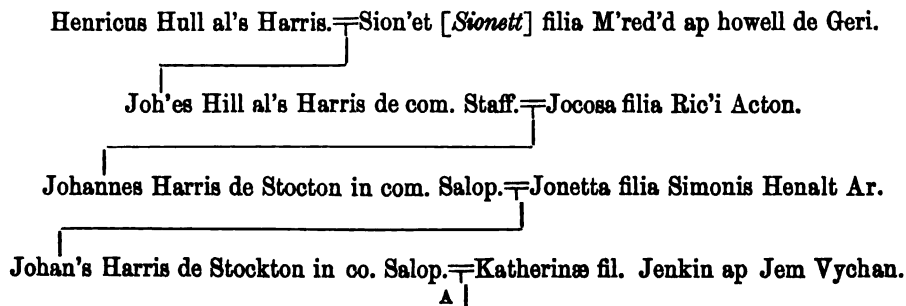 Henricus Hull al's Harris.=Sion'et [Sionett] filia M'red'd ap howell de Geri.
Joh'es Hill al's Harris de com. Staff.=Jocosa filia Ric'i Acton.
Johannes Harris de Stocton in com. Salop.=Jonetta filia Simonis Henalt Ar.
Johan's Harris de Stockton in co. Salop.=Katherinæ fil. Jenkin ap Jem Vychan.
A